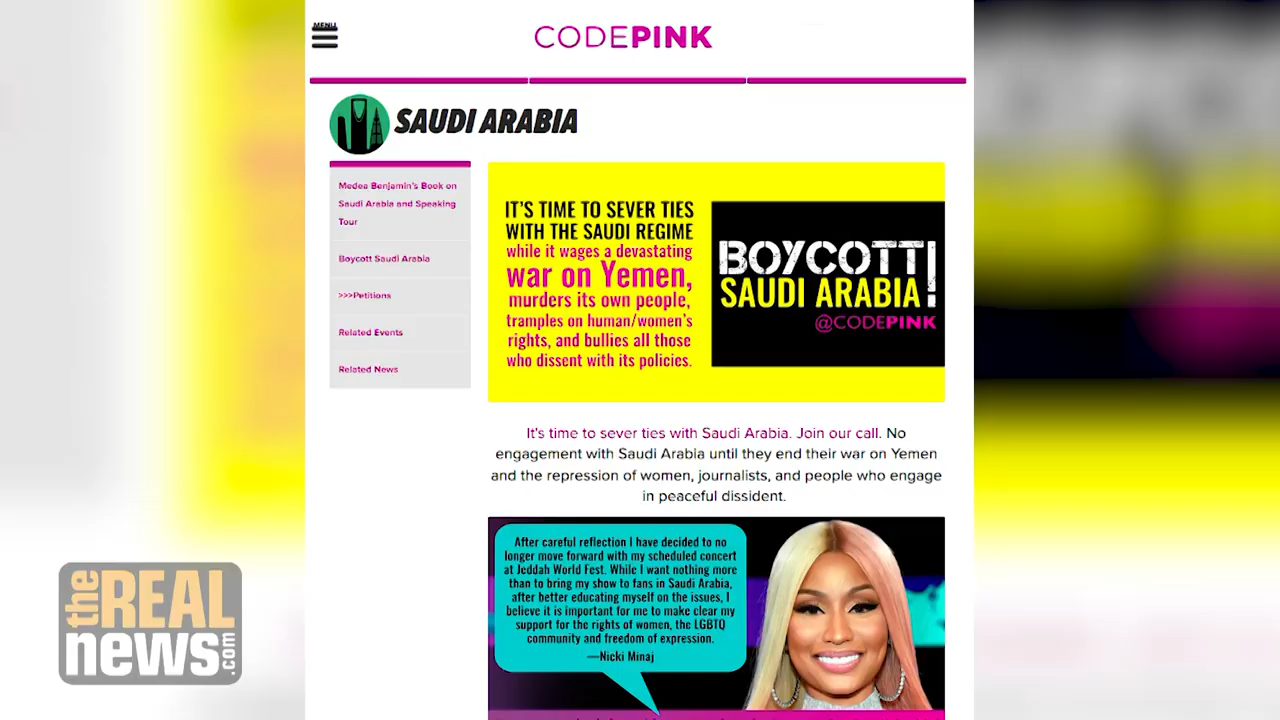 MENU
CODEPINK
SAUDI ARABIA
Medea Benjamin's Book on
Saudi Arabia and Speaking
Tour
Boycott Saudi Arabia
>>>Petitions
Related Events
Related News
IT'S TIME TO SEVER TIES
WITH THE SAUDI REGIME
while it wages a devastating
war on Yemen,
murders its own people,
tramples on human/women's
rights, and bullies all those
who dissent with its policies.
BOYCOTT!
SAUDI ARABIA
@CODEPINK
It's time to sever ties with Saudi Arabia. Join our call. No
engagement with Saudi Arabia until they end their war on Yemen
and the repression of women, journalists, and people who engage
in peaceful dissident.
After careful reflection I have decided to no
longer move forward with my scheduled concert
at Jeddah World Fest. While I want nothing more
than to bring my show to fans in Saudi Arabia,
after better educating myself on the issues, I
believe it is important for me to make clear my
support for the rights of women, the LGBTQ
community and freedom of expression.
—Nicki Minaj
the REAL
news.com